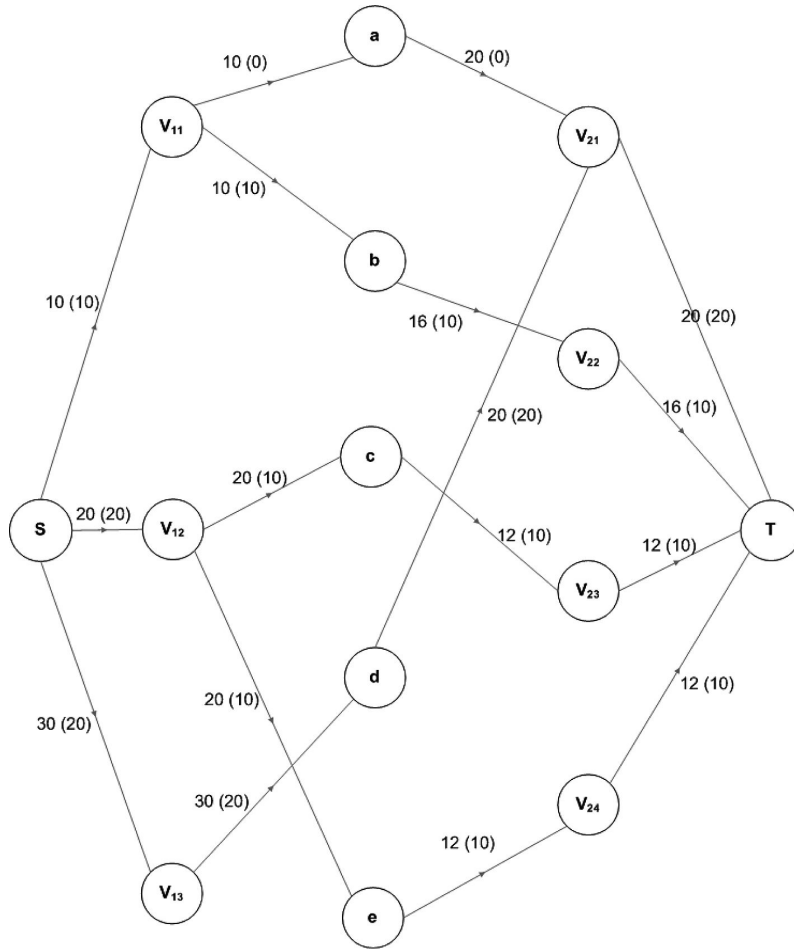 a
10 (0)
20 (0)
V₁₁
V₂₁
10 (10)
b
10 (10)
20 (20)
16 (10)
V₂₂
16 (10)
20 (20)
c
20 (10)
20 (20)
S
V₁₂
12 (10)
12 (10)
T
V₂₃
d
20 (10)
12 (10)
30 (20)
30 (20)
V₂₄
12 (10)
V₁₃
e